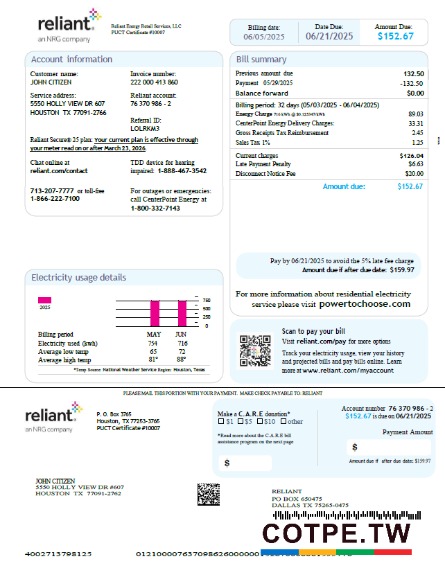 reliant
an NRG company
Reliant Energy Retail Services, LLC
PUCT Certificate #10007
Billing date:
06/05/2025
Date Due:
06/21/2025
Amount Due:
$152.67
Account information
Customer name:
JOHN CITIZEN
Invoice number:
222 000 413 860
Service address:
5550 HOLLY VIEW DR 607
HOUSTON TX 77091-2766
Reliant account:
76 370 986 - 2
Referral ID:
LOLRKM3
Reliant Secure® 25 plan: Your current plan is effective through
your meter read on or after March 23, 2026.
Chat online at
reliant.com/contact
TDD device for hearing
impaired: 1-888-467-3542
713-207-7777 or toll-free
1-866-222-7100
For outages or emergencies:
call CenterPoint Energy at
1-800-332-7143
Bill summary
Previous amount due 132.50
Payment 05/29/2025 -132.50
Balance forward $0.00
Billing period: 32 days (05/03/2025 - 06/04/2025)
Energy Charge 89.03
CenterPoint Energy Delivery Charges: 33.31
Gross Receipts Tax Reimbursement 2.45
Sales Tax 1% 1.25
Current charges $126.04
Late Payment Penalty $6.63
Disconnect Notice Fee $20.00
Amount due: $152.67
Pay by 06/21/2025 to avoid the 5% late fee charge
Amount due if after due date: $159.97
For more information about residential electricity
service please visit powertochoose.com
Electricity usage details
2025
750
500
250
0
MAY JUN
Billing period
Electricity used (kwh) 754 716
Average low temp 65 72
Average high temp 81° 88°
*Temp Source: National Weather Service Region: Houston, Texas
Scan to pay your bill
Visit reliant.com/pay for more options
Track your electricity usage, view your history
and projected bills and pay bills online. Learn
more at www.reliant.com/myaccount
PLEASE MAIL THIS PORTION WITH YOUR PAYMENT. MAKE CHECK PAYABLE TO: RELIANT
reliant
an NRG company
P. O. Box 3765
Houston, TX 77253-3765
PUCT Certificate #10007
Make a C.A.R.E donation*
$1 $5 $10 other
*Read more about the C.A.R.E bill
assistance program on the next page
$
Account number 76 370 986 - 2
$152.67 is due on 06/21/2025
Payment Amount
$
Amount due if after due date: $159.97
JOHN CITIZEN
5550 HOLLY VIEW DR #607
HOUSTON TX 77091-2762
RELIANT
PO BOX 650475
DALLAS TX 75265-0475
COTPE.TW
4002713798125